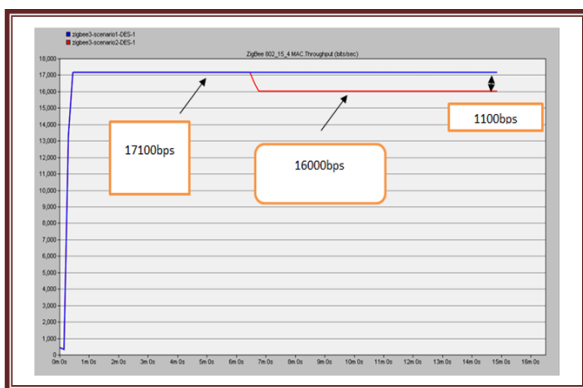 zigbee3-scenario1-DES-1
zigbee3-scenario2-DES-1
ZigBee 802_15_4 MAC.Throughput (bits/sec)
18,000
17,000
16,000
15,000
14,000
13,000
12,000
11,000
10,000
9,000
8,000
7,000
6,000
5,000
4,000
3,000
2,000
1,000
0
17100bps
16000bps
1100bps
0m 0s 1m 0s 2m 0s 3m 0s 4m 0s 5m 0s 6m 0s 7m 0s 8m 0s 9m 0s 10m 0s 11m 0s 12m 0s 13m 0s 14m 0s 15m 0s 16m 0s